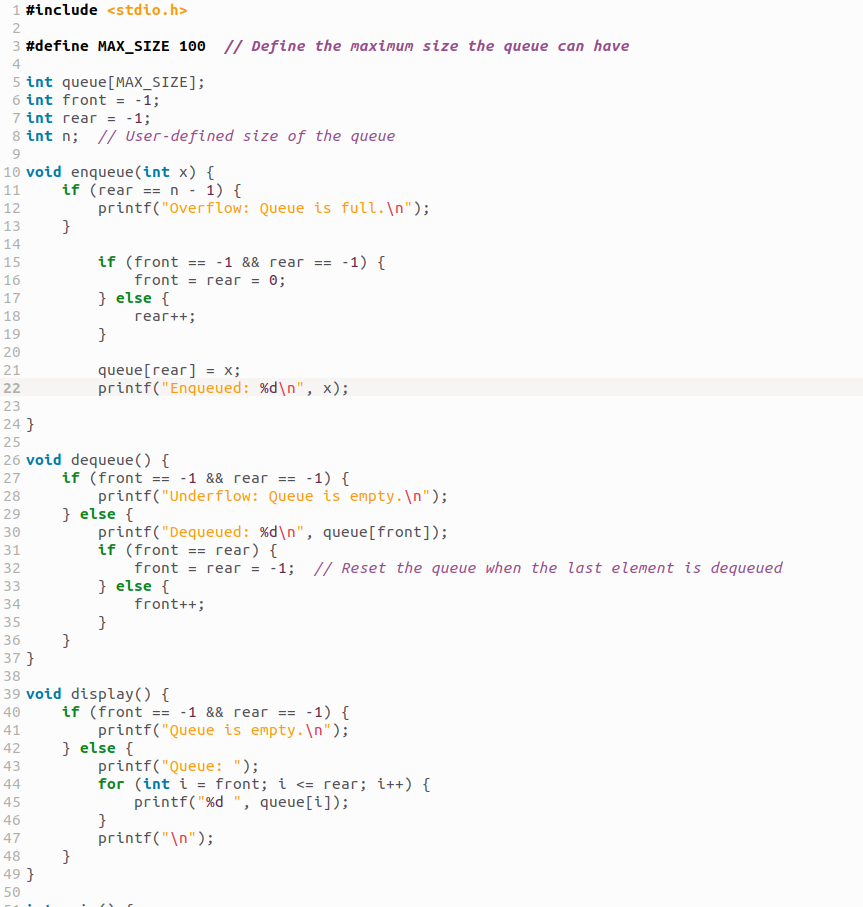 1 #include <stdio.h>
2
3 #define MAX_SIZE 100  // Define the maximum size the queue can have
4
5 int queue[MAX_SIZE];
6 int front = -1;
7 int rear = -1;
8 int n;  // User-defined size of the queue
9
10 void enqueue(int x) {
11     if (rear == n - 1) {
12         printf("Overflow: Queue is full.\n");
13     }
14
15         if (front == -1 && rear == -1) {
16             front = rear = 0;
17         } else {
18             rear++;
19         }
20
21         queue[rear] = x;
22         printf("Enqueued: %d\n", x);
23
24 }
25
26 void dequeue() {
27     if (front == -1 && rear == -1) {
28         printf("Underflow: Queue is empty.\n");
29     } else {
30         printf("Dequeued: %d\n", queue[front]);
31         if (front == rear) {
32             front = rear = -1;  // Reset the queue when the last element is dequeued
33         } else {
34             front++;
35         }
36     }
37 }
38
39 void display() {
40     if (front == -1 && rear == -1) {
41         printf("Queue is empty.\n");
42     } else {
43         printf("Queue: ");
44         for (int i = front; i <= rear; i++) {
45             printf("%d ", queue[i]);
46         }
47         printf("\n");
48     }
49 }
50